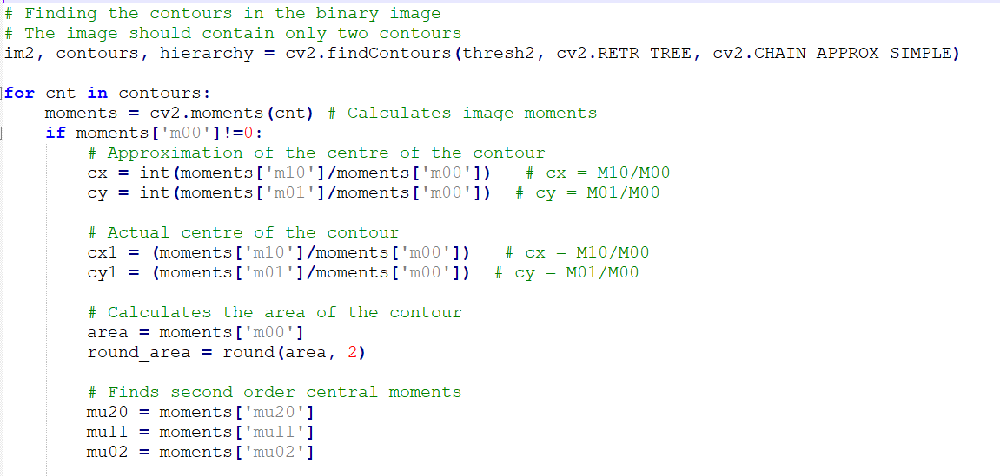 # Finding the contours in the binary image
# The image should contain only two contours
im2, contours, hierarchy = cv2.findContours(thresh2, cv2.RETR_TREE, cv2.CHAIN_APPROX_SIMPLE)
for cnt in contours:
moments = cv2.moments(cnt) # Calculates image moments
if moments['m00']!=0:
# Approximation of the centre of the contour
cx = int(moments['m10']/moments['m00']) # cx = M10/M00
cy = int(moments['m01']/moments['m00']) # cy = M01/M00
# Actual centre of the contour
cx1 = (moments['m10']/moments['m00']) # cx = M10/M00
cy1 = (moments['m01']/moments['m00']) # cy = M01/M00
# Calculates the area of the contour
area = moments['m00']
round_area = round(area, 2)
# Finds second order central moments
mu20 = moments['mu20']
mu11 = moments['mu11']
mu02 = moments['mu02']